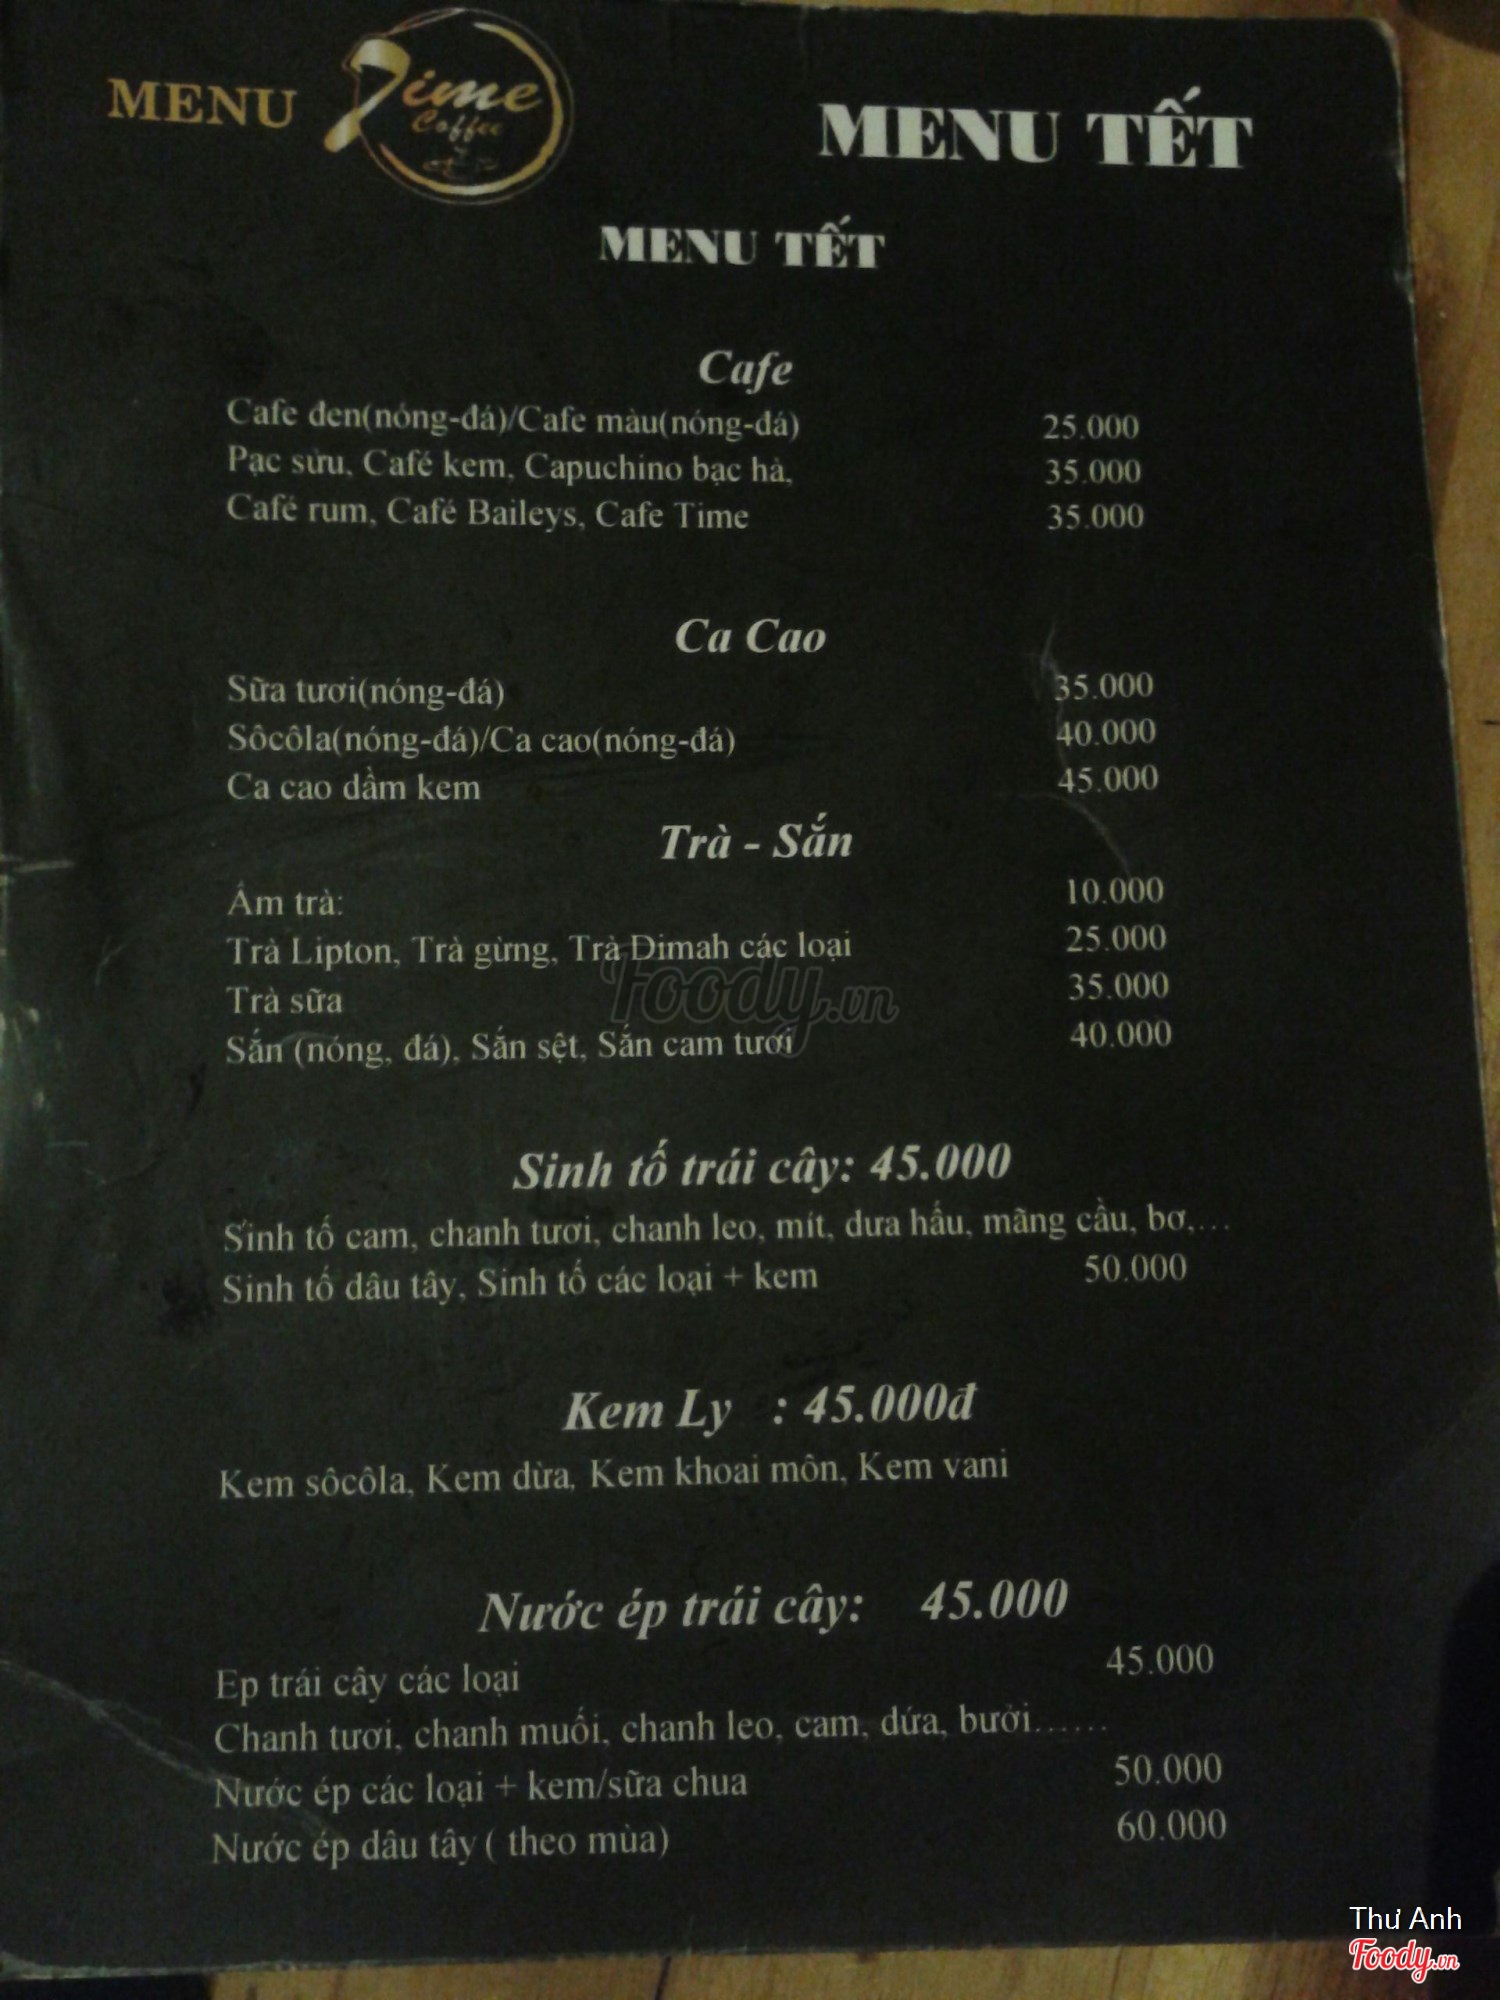 MENU Time Coffee MENU TẾT
MENU TẾT
Cafe
Cafe đen(nóng-đá)/Cafe màu(nóng-đá) 25.000
Pạc sửu, Café kem, Capuchino bạc hà, 35.000
Café rum, Café Baileys, Cafe Time 35.000
Ca Cao
Sữa tươi(nóng-đá) 35.000
Sôcôla(nóng-đá)/Ca cao(nóng-đá) 40.000
Ca cao dầm kem 45.000
Trà - Sắn
Ấm trà: 10.000
Trà Lipton, Trà gừng, Trà Đimah các loại 25.000
Trà sữa 35.000
Sắn (nóng, đá), Sắn sệt, Sắn cam tươi 40.000
Foody.vn
Sinh tố trái cây: 45.000
Sinh tố cam, chanh tươi, chanh leo, mít, dưa hấu, mãng cầu, bơ,...
Sinh tố dâu tây, Sinh tố các loại + kem 50.000
Kem Ly : 45.000đ
Kem sôcôla, Kem dừa, Kem khoai môn, Kem vani
Nước ép trái cây: 45.000
Ep trái cây các loại 45.000
Chanh tươi, chanh muối, chanh leo, cam, dứa, bưởi......
Nước ép các loại + kem/sữa chua 50.000
Nước ép dâu tây ( theo mùa) 60.000
Thư Anh
Foody.vn